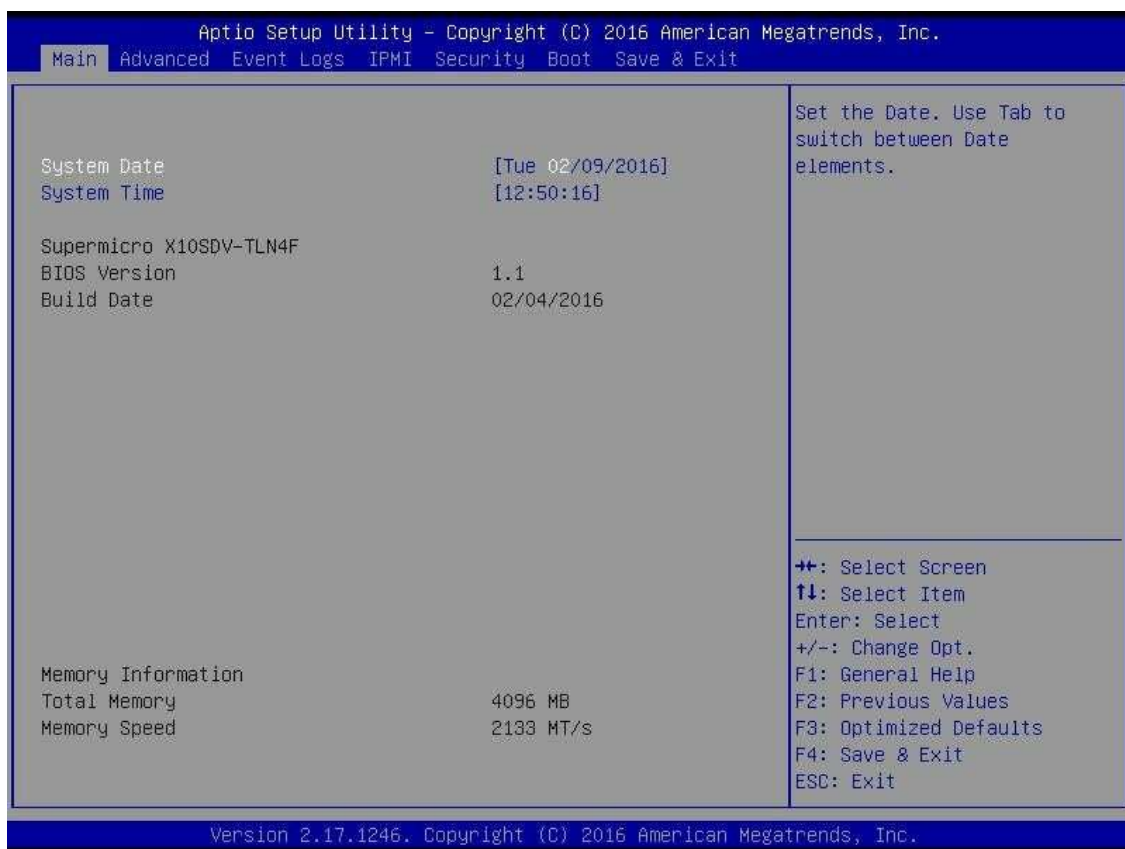 Aptio Setup Utility – Copyright (C) 2016 American Megatrends, Inc.
Main Advanced Event Logs IPMI Security Boot Save & Exit
System Date [Tue 02/09/2016]
System Time [12:50:16]
Supermicro X10SDV-TLN4F
BIOS Version 1.1
Build Date 02/04/2016
Memory Information
Total Memory 4096 MB
Memory Speed 2133 MT/s
Set the Date. Use Tab to
switch between Date
elements.
→←: Select Screen
↑↓: Select Item
Enter: Select
+/-: Change Opt.
F1: General Help
F2: Previous Values
F3: Optimized Defaults
F4: Save & Exit
ESC: Exit
Version 2.17.1246. Copyright (C) 2016 American Megatrends, Inc.